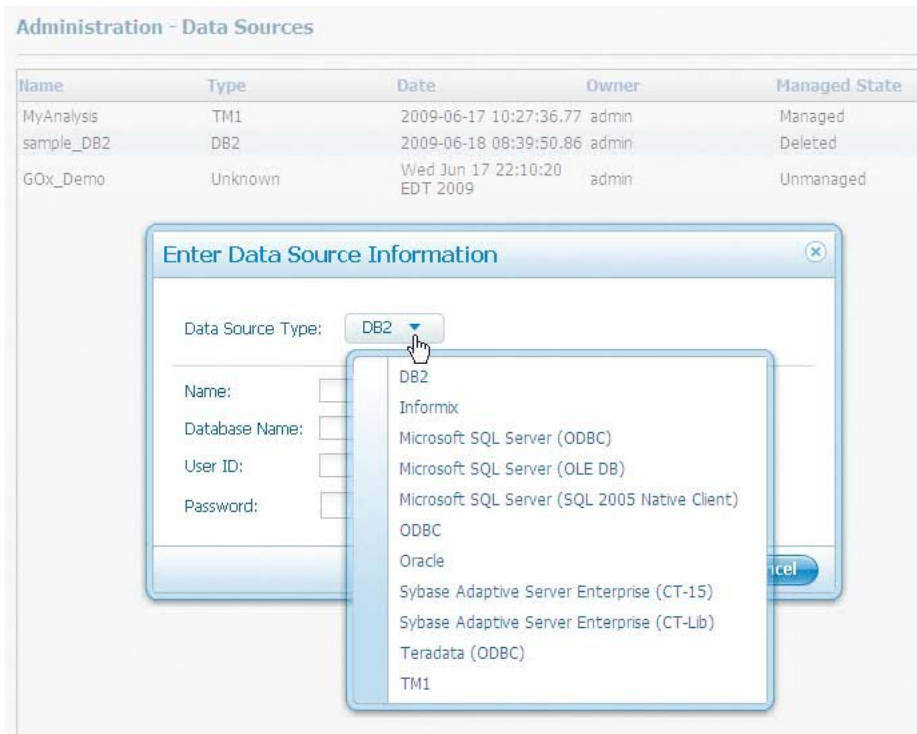 Administration - Data Sources
Name Type Date Owner Managed State
MyAnalysis TM1 2009-06-17 10:27:36.77 admin Managed
sample_DB2 DB2 2009-06-18 08:39:50.86 admin Deleted
GOx_Demo Unknown Wed Jun 17 22:10:20 admin Unmanaged
EDT 2009
Enter Data Source Information
Data Source Type: DB2
Name:
Database Name:
User ID:
Password:
DB2
Informix
Microsoft SQL Server (ODBC)
Microsoft SQL Server (OLE DB)
Microsoft SQL Server (SQL 2005 Native Client)
ODBC
Oracle
Sybase Adaptive Server Enterprise (CT-15)
Sybase Adaptive Server Enterprise (CT-Lib)
Teradata (ODBC)
TM1
ncel